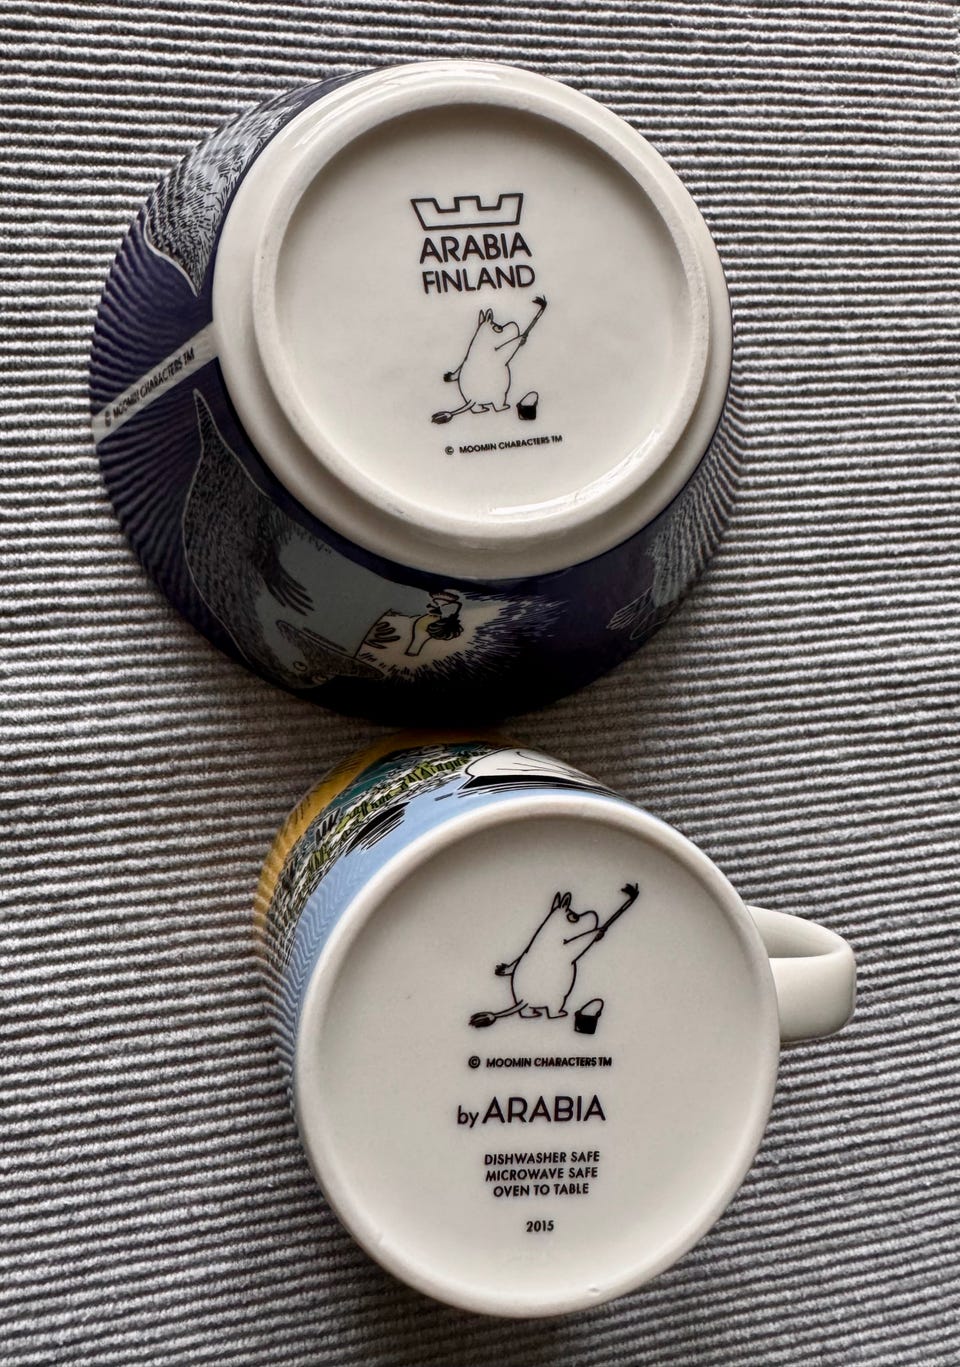 ARABIA
FINLAND
© MOOMIN CHARACTERS TM
© MOOMIN CHARACTERS TM
© MOOMIN CHARACTERS TM
by ARABIA
DISHWASHER SAFE
MICROWAVE SAFE
OVEN TO TABLE
2015